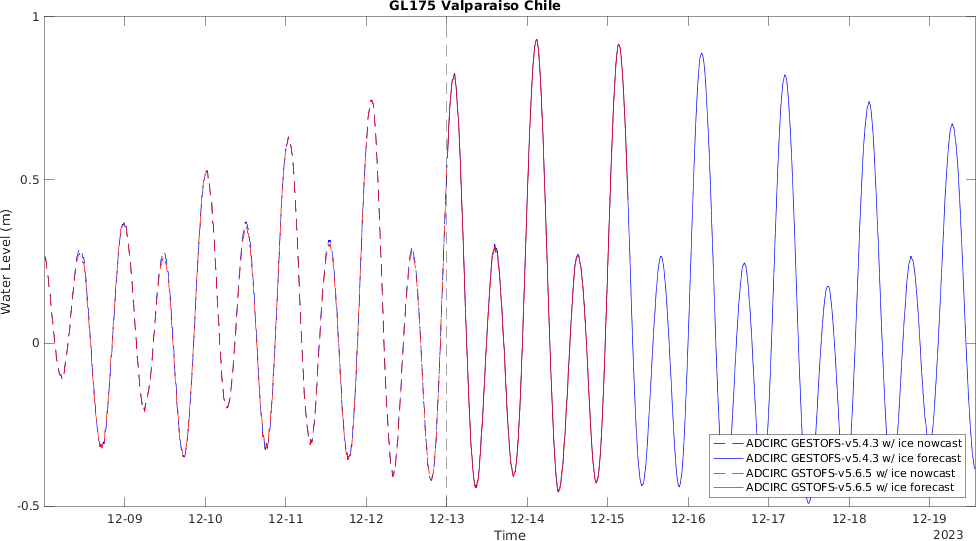 GL175 Valparaiso Chile
1
0.5
0
-0.5
Water Level (m)
ADCIRC GESTOFS-v5.4.3 w/ ice nowcast
ADCIRC GESTOFS-v5.4.3 w/ ice forecast
ADCIRC GSTOFS-v5.6.5 w/ ice nowcast
ADCIRC GSTOFS-v5.6.5 w/ ice forecast
12-09 12-10 12-11 12-12 12-13 12-14 12-15 12-16 12-17 12-18 12-19
Time
2023